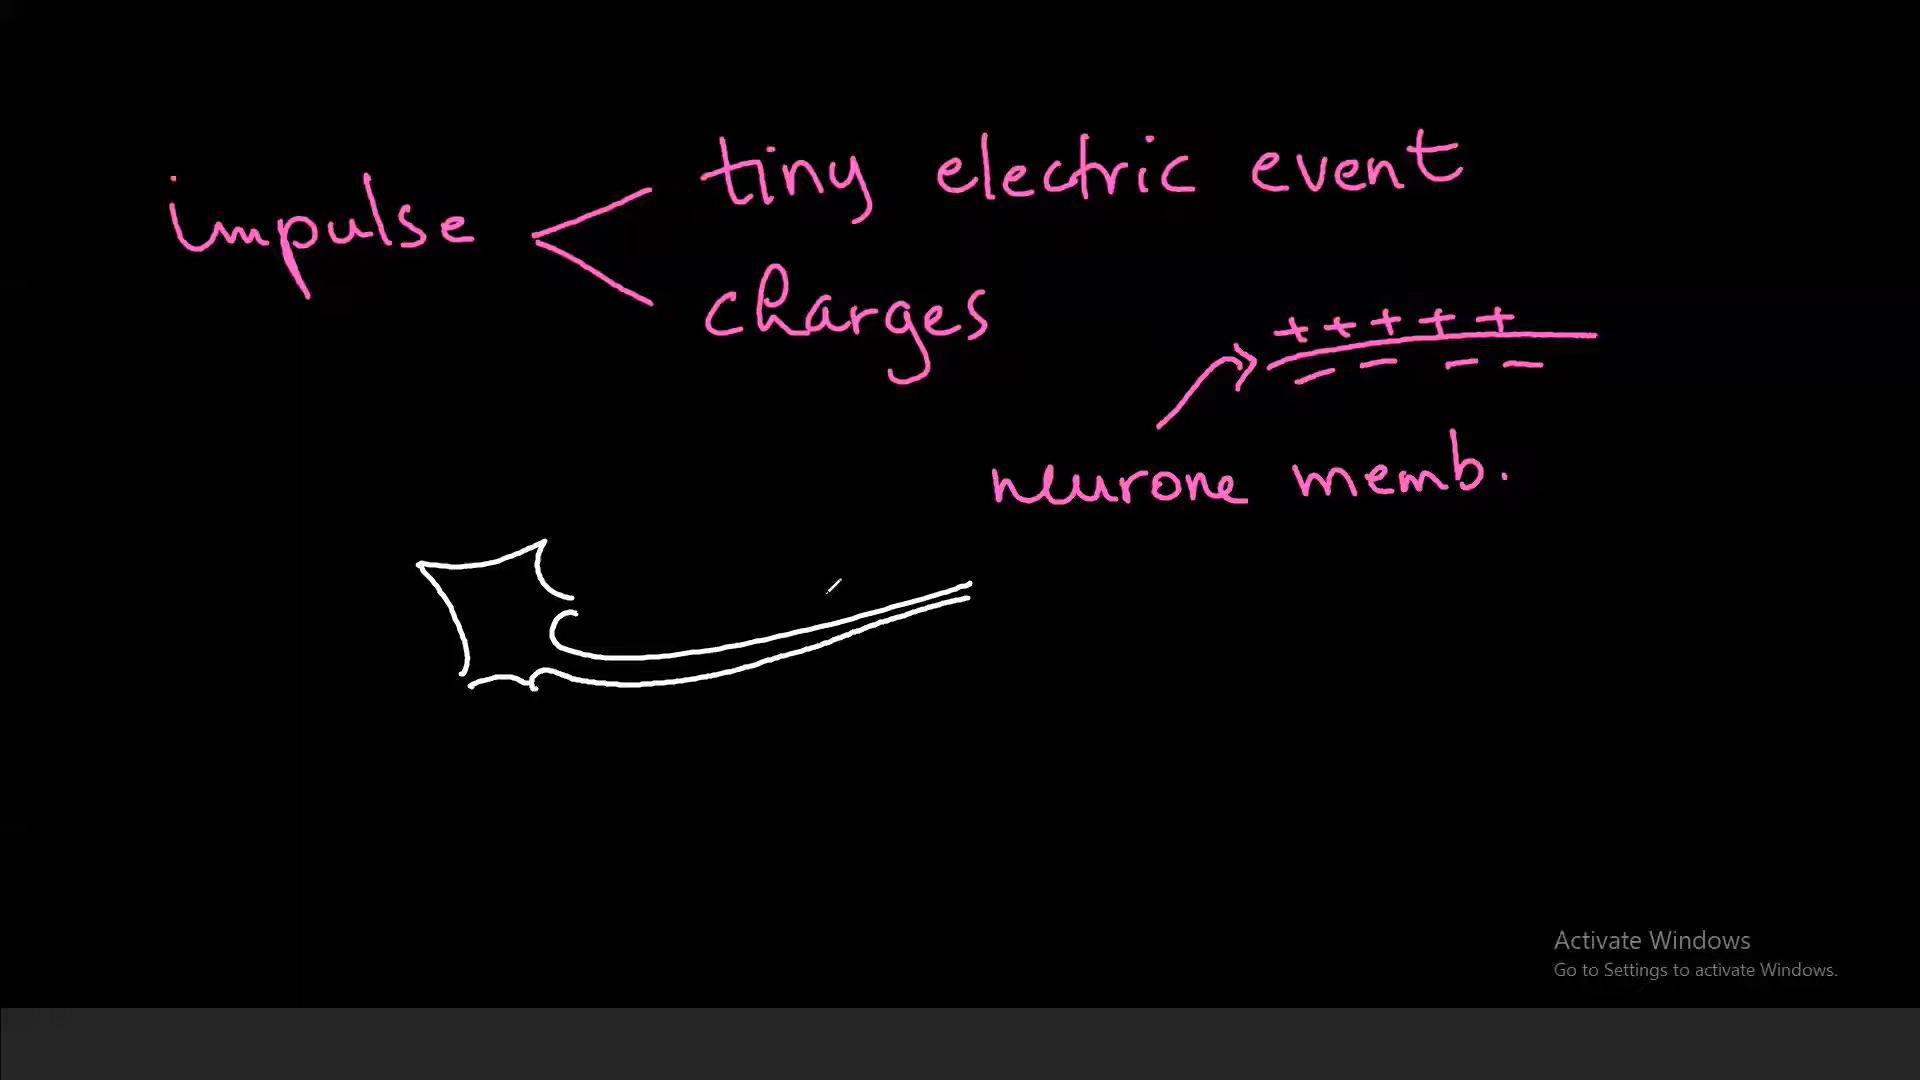 impulse
tiny electric event
charges
+ + + + +
- - - -
neurone memb.
Activate Windows
Go to Settings to activate Windows.